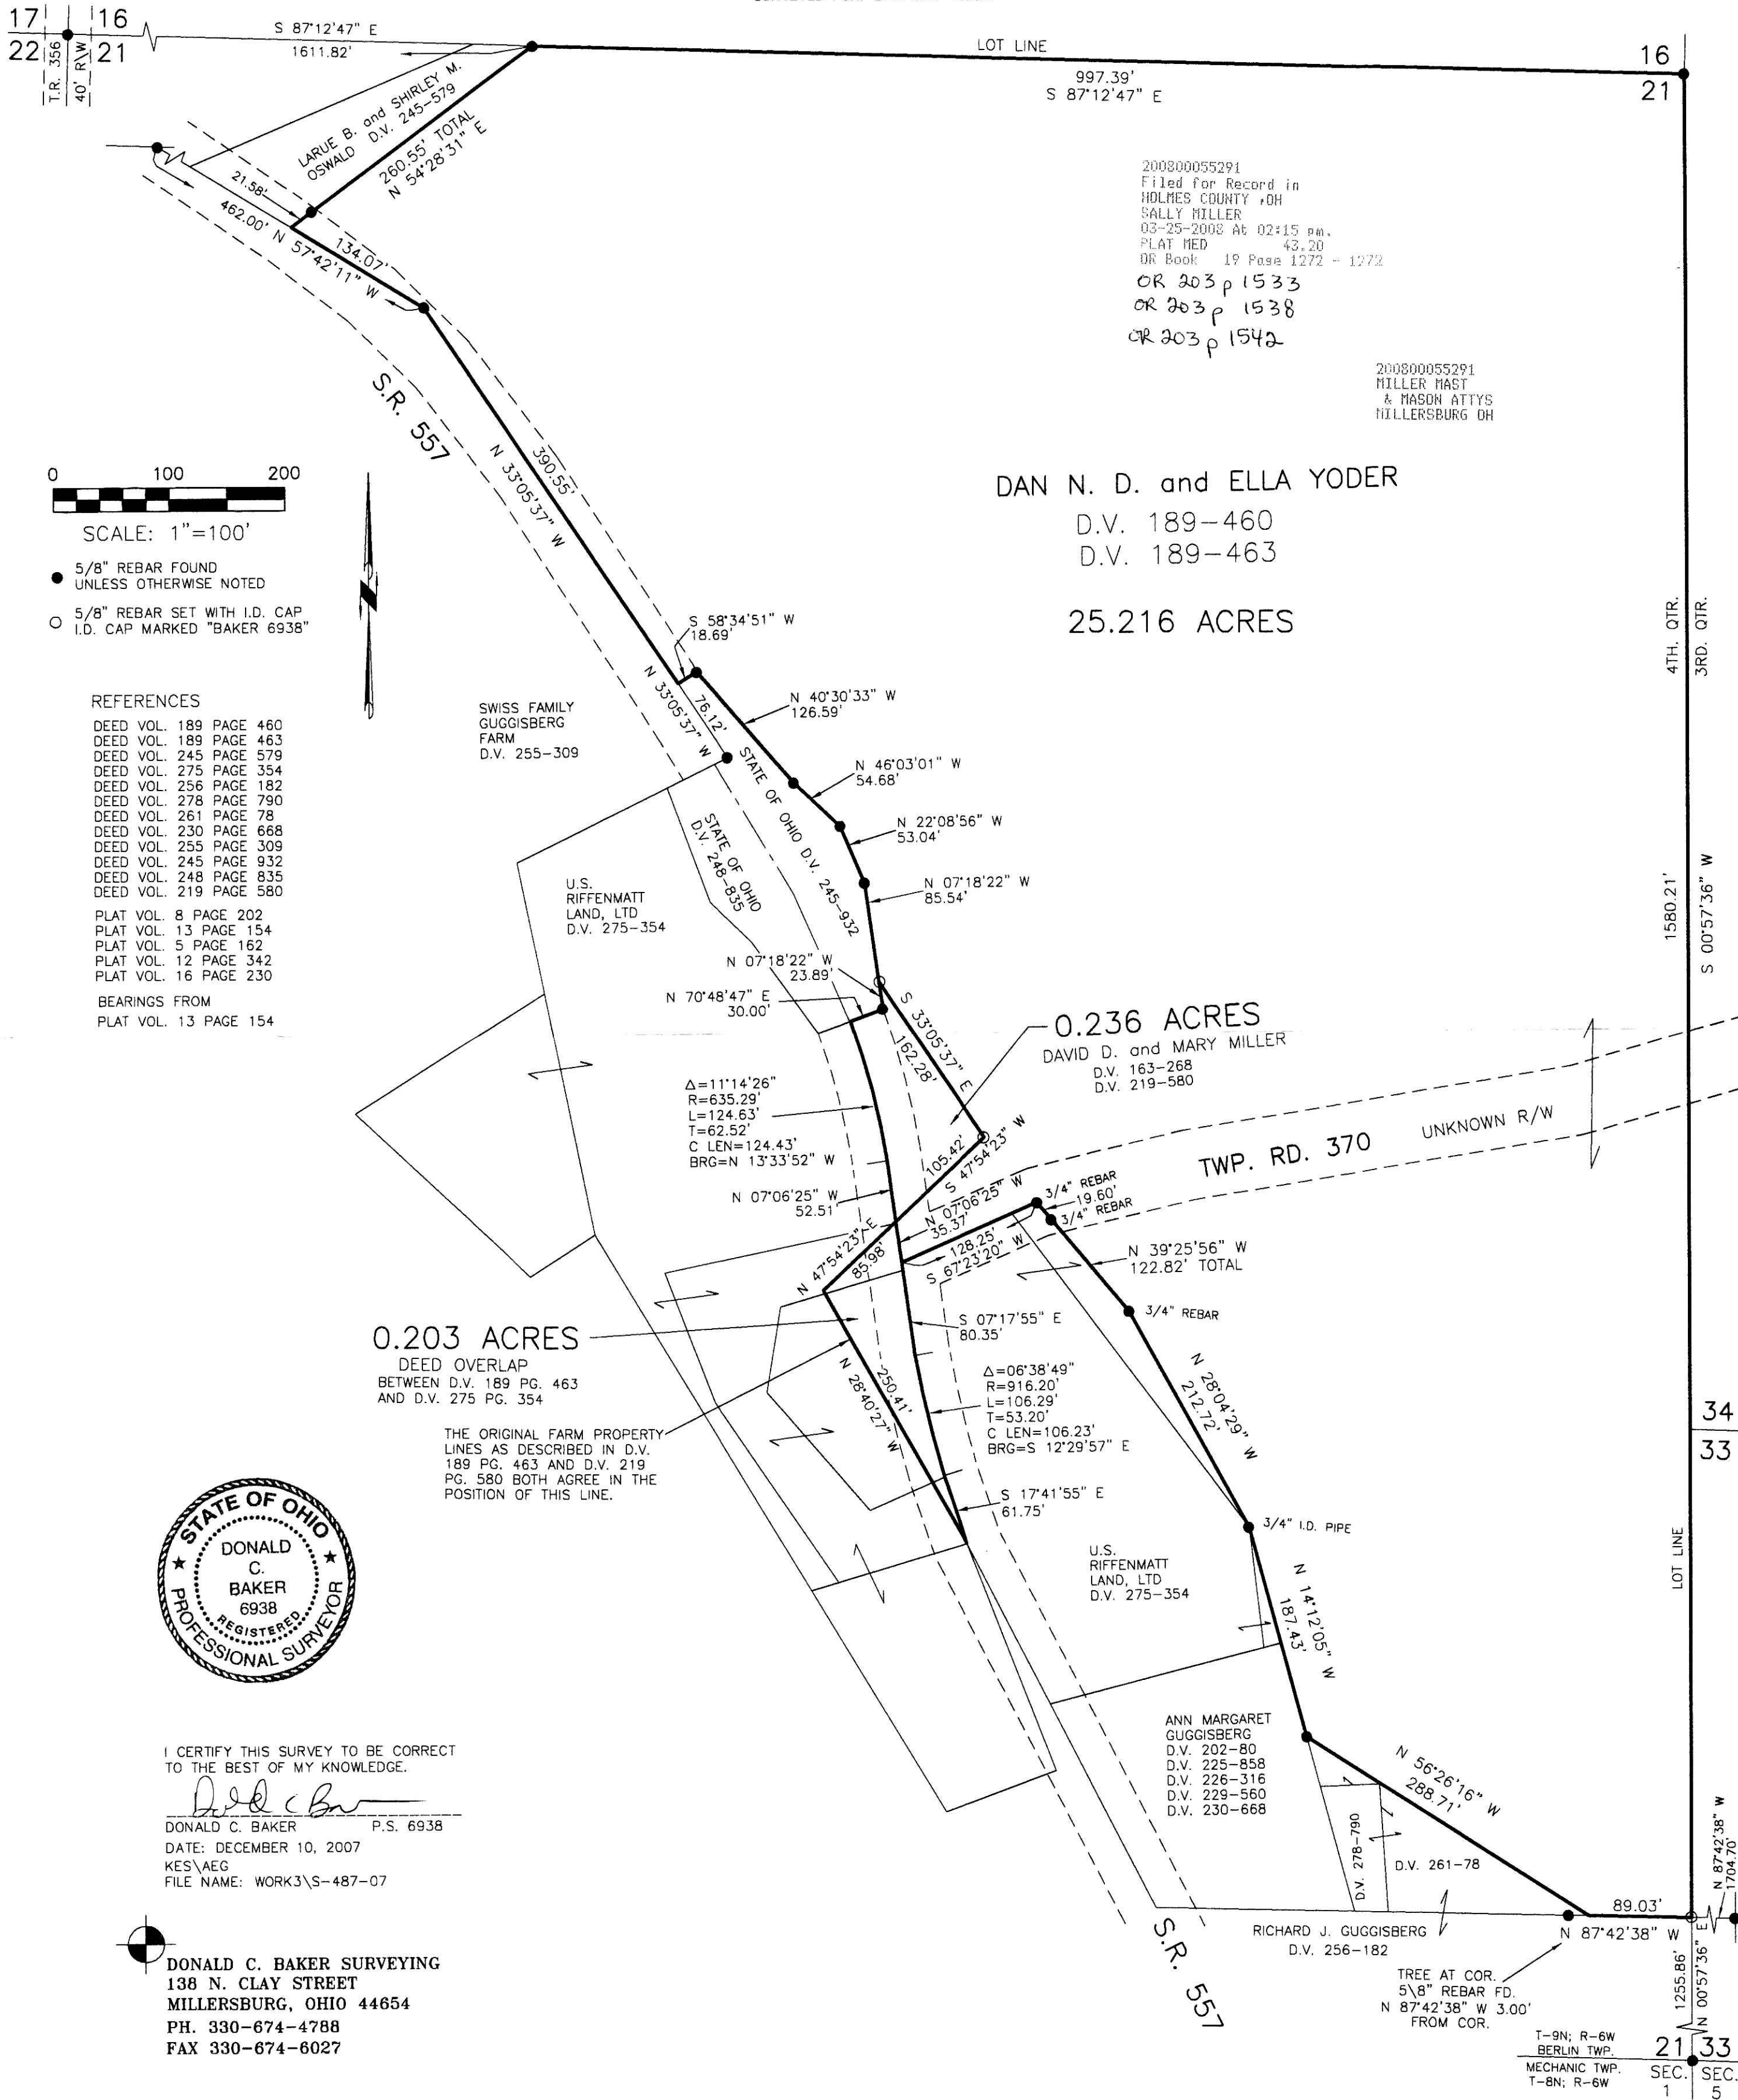 17 16
22 21
T.R. 356
40' R\W
S 87°12'47" E
1611.82'
LOT LINE
997.39'
S 87°12'47" E
16
21
LARUE B. and SHIRLEY M.
OSWALD D.V. 245-579
260.55' TOTAL
N 54°28'31" E
21.58'
462.00' N 57°42'11" W
134.07'
200800055291
Filed for Record in
HOLMES COUNTY ,OH
SALLY MILLER
03-25-2008 At 02:15 pm.
PLAT MED 43.20
OR Book 19 Page 1272 - 1272
OR 203 p 1533
OR 203 p 1538
OR 203 p 1542
200800055291
MILLER MAST
& MASON ATTYS
MILLERSBURG OH
S.R. 557
390.55'
N 33°05'37" W
0 100 200
SCALE: 1"=100'
5/8" REBAR FOUND
UNLESS OTHERWISE NOTED
5/8" REBAR SET WITH I.D. CAP
I.D. CAP MARKED "BAKER 6938"
DAN N. D. and ELLA YODER
D.V. 189-460
D.V. 189-463
25.216 ACRES
4TH. QTR.
3RD. QTR.
1580.21'
S 00°57'36" W
REFERENCES
DEED VOL. 189 PAGE 460
DEED VOL. 189 PAGE 463
DEED VOL. 245 PAGE 579
DEED VOL. 275 PAGE 354
DEED VOL. 256 PAGE 182
DEED VOL. 278 PAGE 790
DEED VOL. 261 PAGE 78
DEED VOL. 230 PAGE 668
DEED VOL. 255 PAGE 309
DEED VOL. 245 PAGE 932
DEED VOL. 248 PAGE 835
DEED VOL. 219 PAGE 580
PLAT VOL. 8 PAGE 202
PLAT VOL. 13 PAGE 154
PLAT VOL. 5 PAGE 162
PLAT VOL. 12 PAGE 342
PLAT VOL. 16 PAGE 230
BEARINGS FROM
PLAT VOL. 13 PAGE 154
SWISS FAMILY
GUGGISBERG
FARM
D.V. 255-309
S 58°34'51" W
18.69'
76.12'
N 33°05'37" W
N 40°30'33" W
126.59'
N 46°03'01" W
54.68'
N 22°08'56" W
53.04'
N 07°18'22" W
85.54'
STATE OF OHIO D.V. 245-932
STATE OF OHIO
D.V. 248-835
U.S.
RIFFENMATT
LAND, LTD
D.V. 275-354
N 07°18'22" W
23.89'
N 70°48'47" E
30.00'
S 33°05'37" E
162.28'
0.236 ACRES
DAVID D. and MARY MILLER
D.V. 163-268
D.V. 219-580
Δ=11°14'26"
R=635.29'
L=124.63'
T=62.52'
C LEN=124.43'
BRG=N 13°33'52" W
105.42'
S 47°54'23" W
TWP. RD. 370
UNKNOWN R/W
N 07°06'25" W
52.51'
N 07°06'25" W
35.37'
3/4" REBAR
19.60'
3/4" REBAR
128.25'
S 67°23'20" W
N 39°25'56" W
122.82' TOTAL
3/4" REBAR
N 47°54'23" E
85.98'
0.203 ACRES
DEED OVERLAP
BETWEEN D.V. 189 PG. 463
AND D.V. 275 PG. 354
S 07°17'55" E
80.35'
250.41'
N 28°40'27" W
Δ=06°38'49"
R=916.20'
L=106.29'
T=53.20'
C LEN=106.23'
BRG=S 12°29'57" E
N 28°04'29" W
212.72'
34
33
THE ORIGINAL FARM PROPERTY
LINES AS DESCRIBED IN D.V.
189 PG. 463 AND D.V. 219
PG. 580 BOTH AGREE IN THE
POSITION OF THIS LINE.
S 17°41'55" E
61.75'
3/4" I.D. PIPE
U.S.
RIFFENMATT
LAND, LTD
D.V. 275-354
LOT LINE
N 14°12'05" W
187.43'
STATE OF OHIO
DONALD
C.
BAKER
6938
REGISTERED
PROFESSIONAL SURVEYOR
ANN MARGARET
GUGGISBERG
D.V. 202-80
D.V. 225-858
D.V. 226-316
D.V. 229-560
D.V. 230-668
N 56°26'16" W
288.71'
I CERTIFY THIS SURVEY TO BE CORRECT
TO THE BEST OF MY KNOWLEDGE.
DONALD C. BAKER P.S. 6938
DATE: DECEMBER 10, 2007
KES\AEG
FILE NAME: WORK3\S-487-07
D.V. 278-790
D.V. 261-78
N 87°42'38" W
1704.70'
89.03'
N 87°42'38" W
RICHARD J. GUGGISBERG
D.V. 256-182
S.R. 557
TREE AT COR.
5\8" REBAR FD.
N 87°42'38" W 3.00'
FROM COR.
1255.86'
N 00°57'36" E
DONALD C. BAKER SURVEYING
138 N. CLAY STREET
MILLERSBURG, OHIO 44654
PH. 330-674-4788
FAX 330-674-6027
T-9N; R-6W
BERLIN TWP.
MECHANIC TWP.
T-8N; R-6W
21 33
SEC. SEC.
1 5